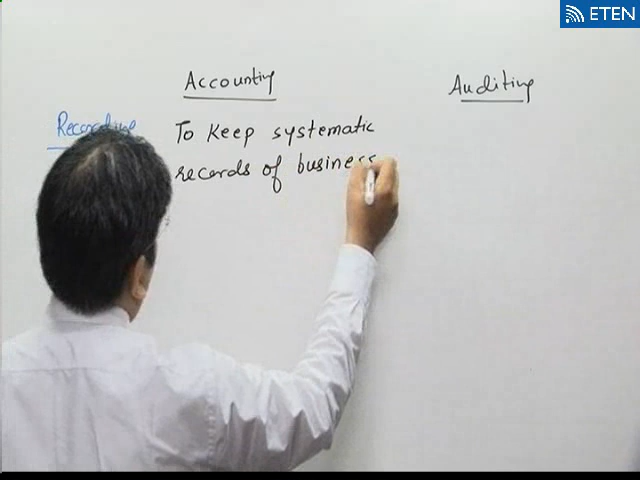 ETEN
Accounting
Auditing
Recording
To Keep systematic
records of business